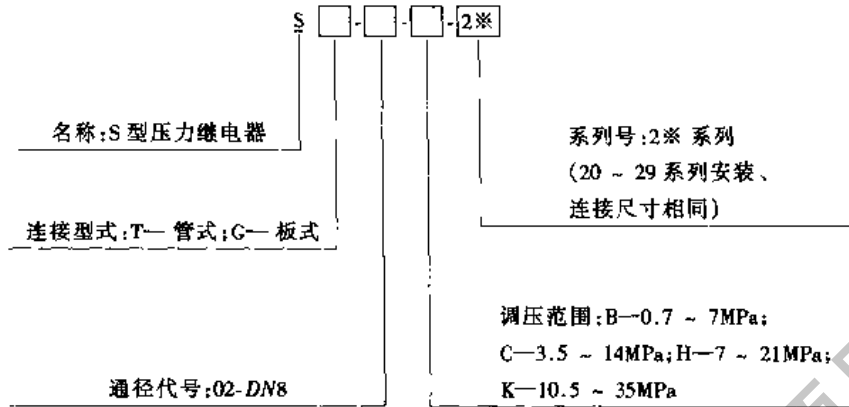 S □-□-□-2※
名称:S 型压力继电器
系列号:2※ 系列
(20 ~ 29 系列安装、
连接尺寸相同)
连接型式:T— 管式;G— 板式
调压范围:B—0.7 ~ 7MPa;
C—3.5 ~ 14MPa;H—7 ~ 21MPa;
K—10.5 ~ 35MPa
通径代号:02-DN8